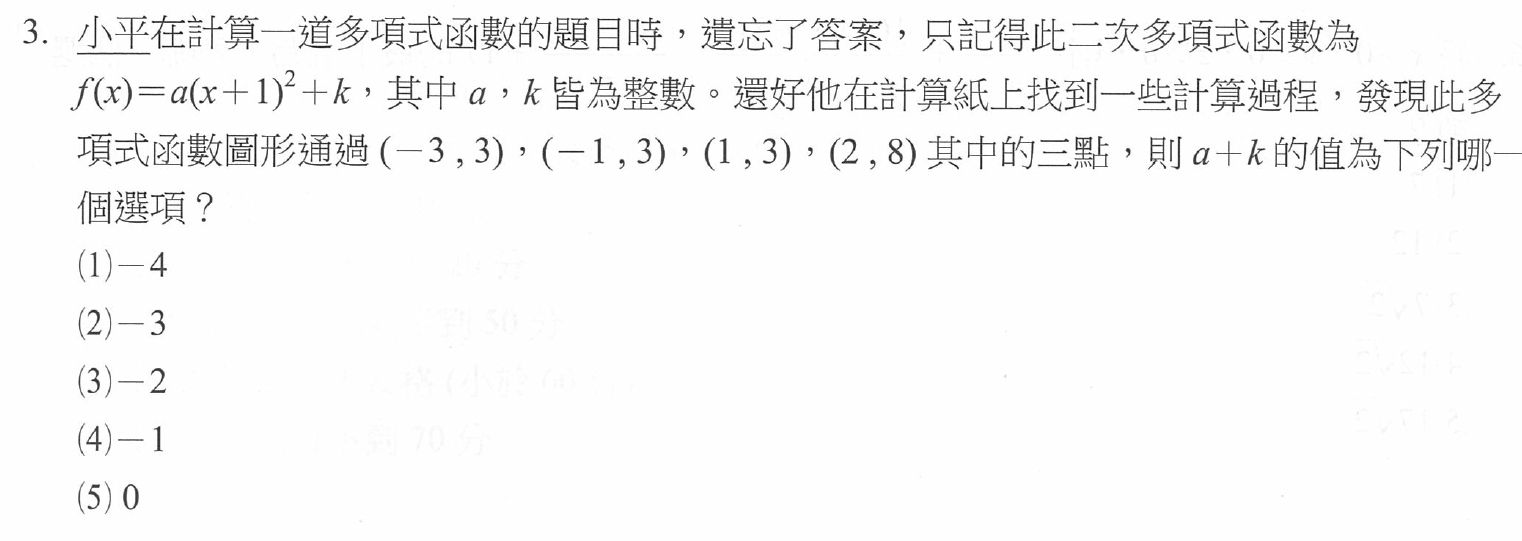 3. 小平在計算一道多項式函數的題目時，遺忘了答案，只記得此二次多項式函數為
f(x)=a(x+1)²+k，其中 a，k 皆為整數。還好他在計算紙上找到一些計算過程，發現此多
項式函數圖形通過 (-3 , 3)，(-1 , 3)，(1 , 3)，(2 , 8) 其中的三點，則 a+k 的值為下列哪一
個選項？
(1)-4
(2)-3
(3)-2
(4)-1
(5) 0